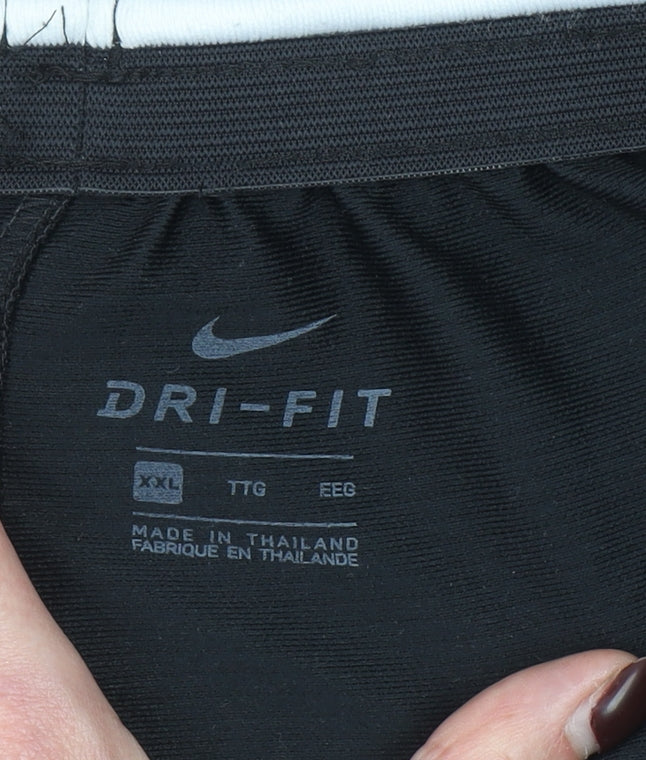 DRI-FIT
XXL TTG EEG
MADE IN THAILAND
FABRIQUE EN THAILANDE